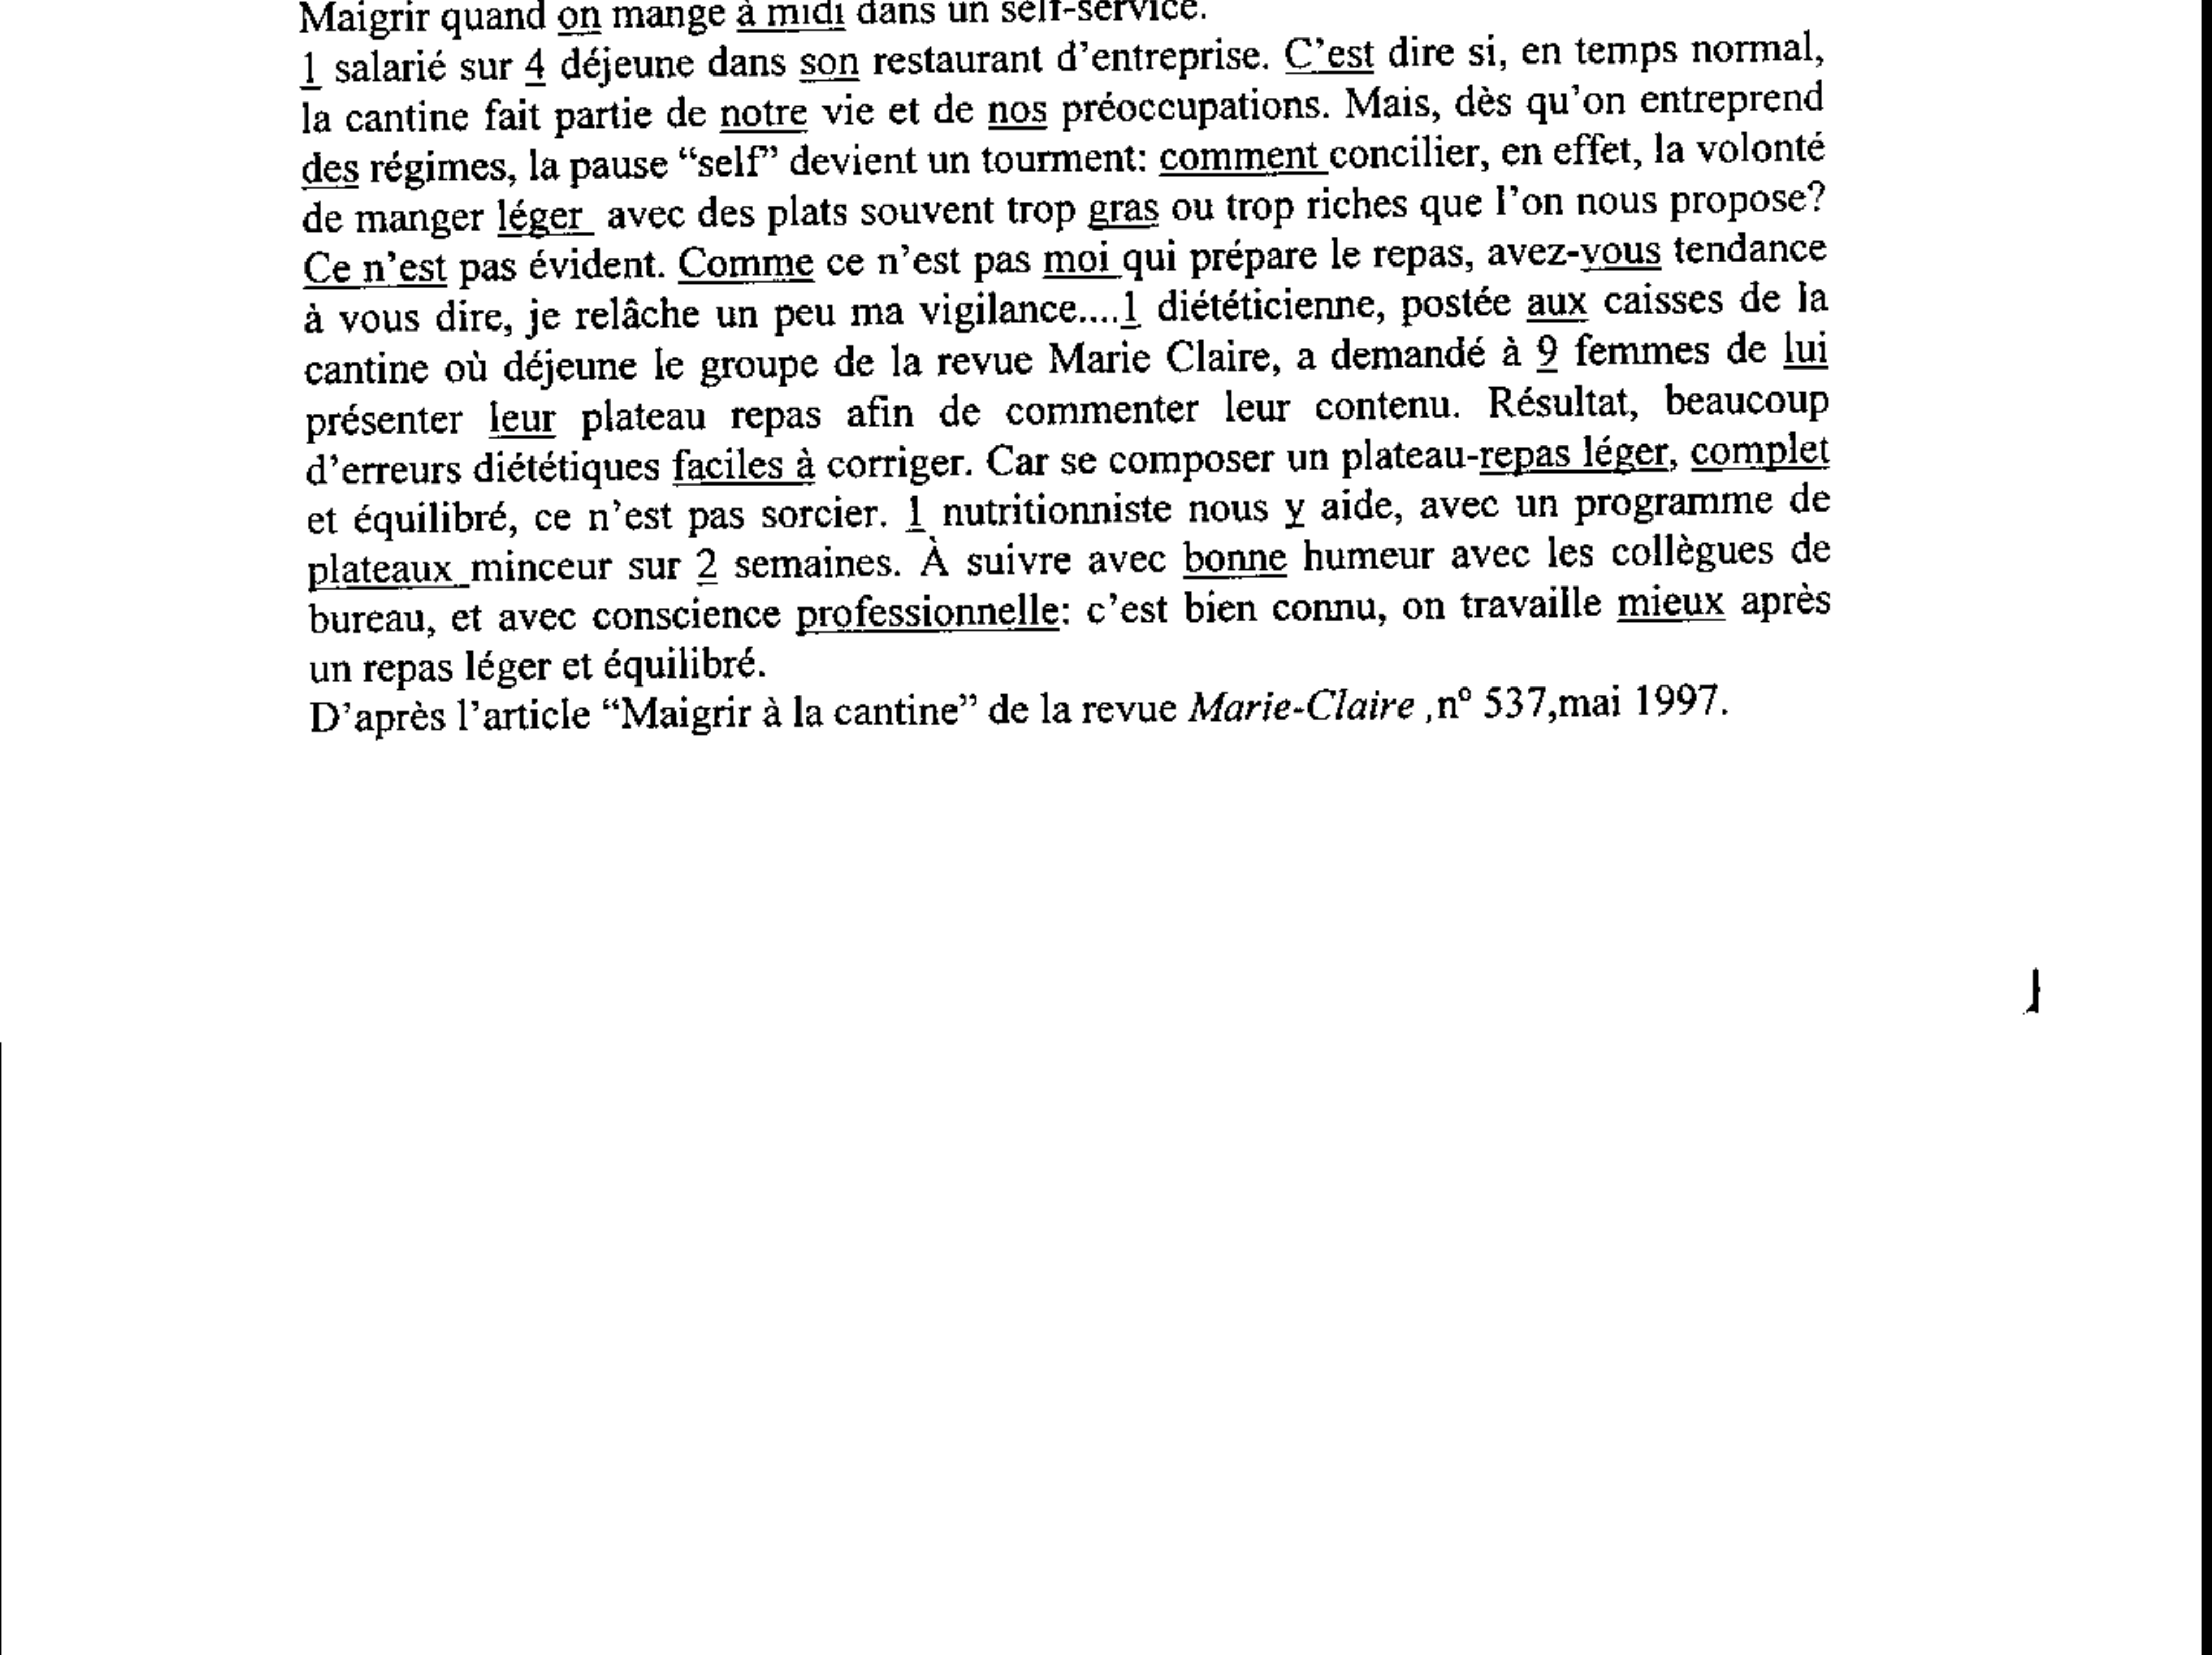 Maigrir quand on mange à midi dans un self-service.
1 salarié sur 4 déjeune dans son restaurant d'entreprise. C'est dire si, en temps normal,
la cantine fait partie de notre vie et de nos préoccupations. Mais, dès qu'on entreprend
des régimes, la pause “self” devient un tourment: comment concilier, en effet, la volonté
de manger léger avec des plats souvent trop gras ou trop riches que l'on nous propose?
Ce n'est pas évident. Comme ce n'est pas moi qui prépare le repas, avez-vous tendance
à vous dire, je relâche un peu ma vigilance....1 diététicienne, postée aux caisses de la
cantine où déjeune le groupe de la revue Marie Claire, a demandé à 9 femmes de lui
présenter leur plateau repas afin de commenter leur contenu. Résultat, beaucoup
d'erreurs diététiques faciles à corriger. Car se composer un plateau-repas léger, complet
et équilibré, ce n'est pas sorcier. 1 nutritionniste nous y aide, avec un programme de
plateaux minceur sur 2 semaines. À suivre avec bonne humeur avec les collègues de
bureau, et avec conscience professionnelle: c'est bien connu, on travaille mieux après
un repas léger et équilibré.
D'après l'article “Maigrir à la cantine” de la revue Marie-Claire ,nº 537,mai 1997.